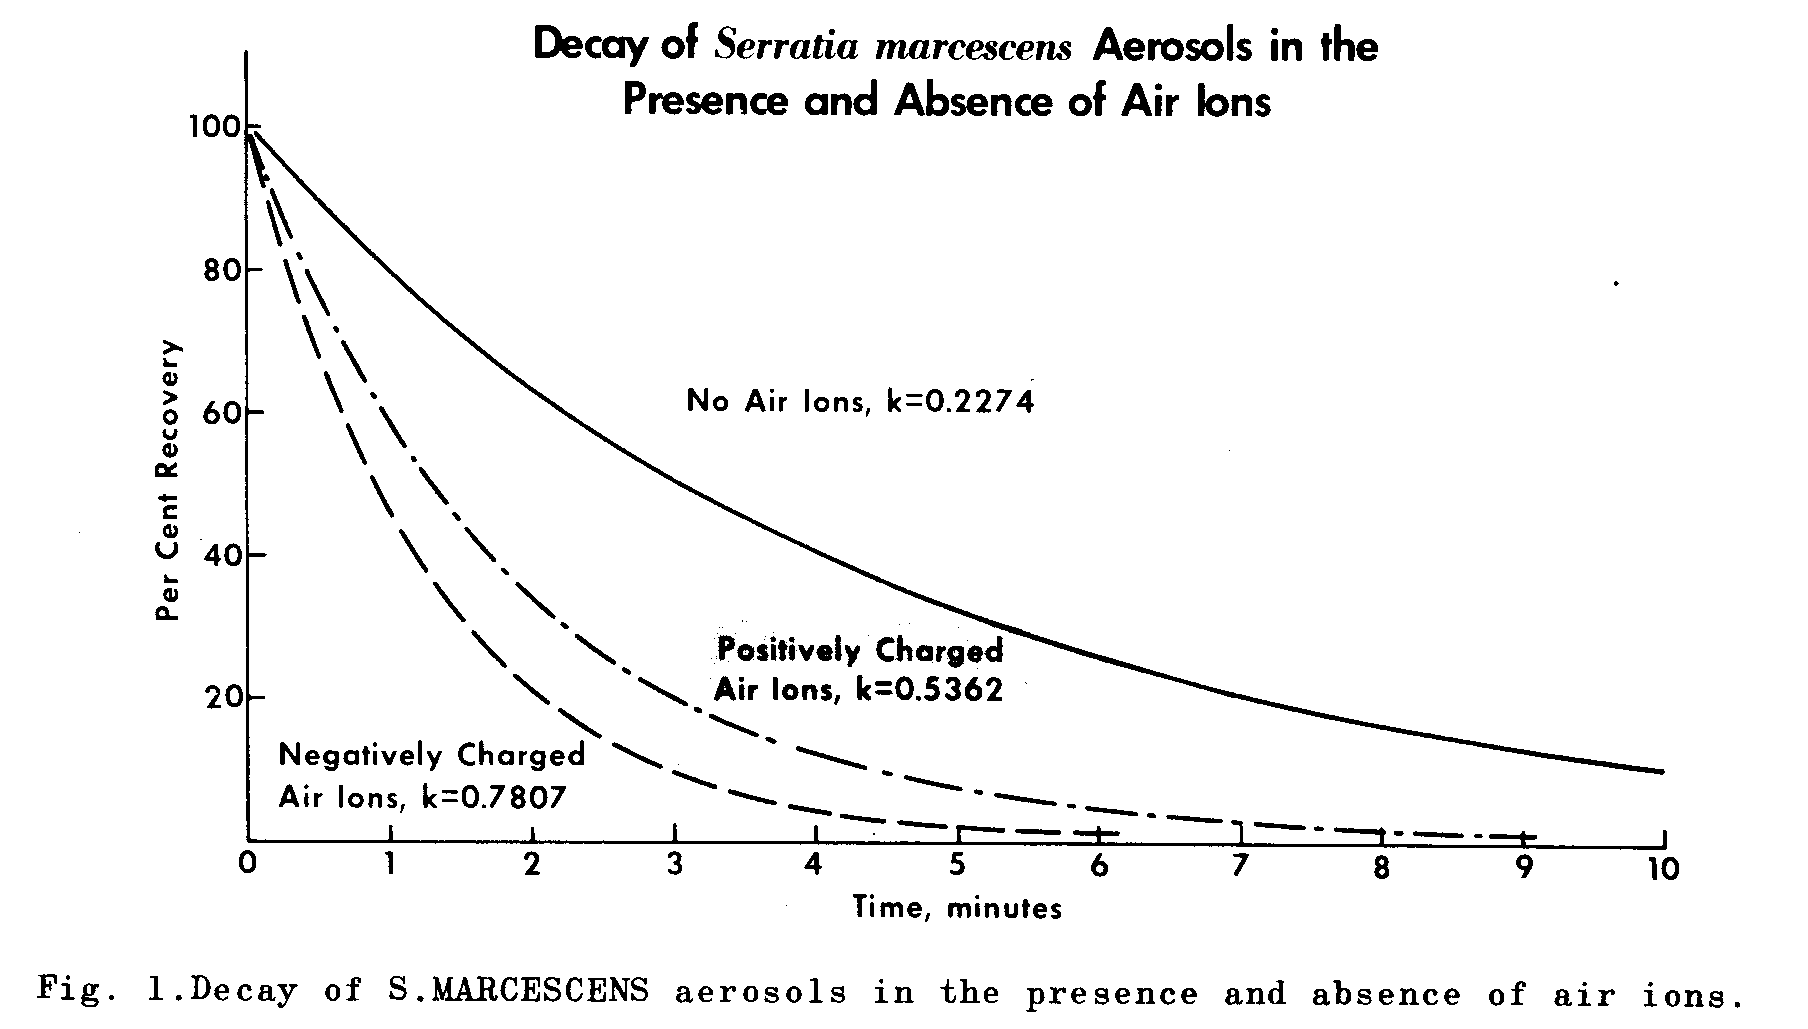 Decay of Serratia marcescens Aerosols in the
Presence and Absence of Air Ions
100
80
60
40
20
Per Cent Recovery
No Air Ions, k=0.2274
Positively Charged
Air Ions, k=0.5362
Negatively Charged
Air Ions, k=0.7807
0 1 2 3 4 5 6 7 8 9 10
Time, minutes
Fig. 1.Decay of S.MARCESCENS aerosols in the presence and absence of air ions.